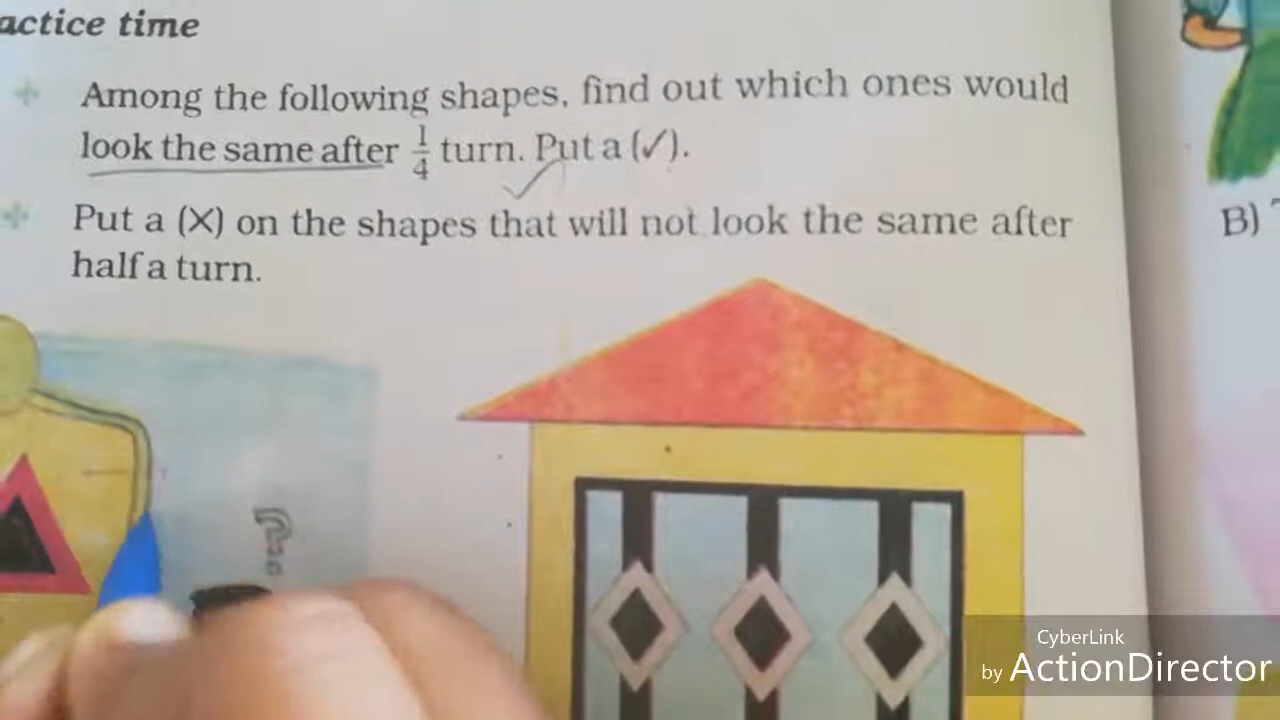 actice time
Among the following shapes, find out which ones would
look the same after 1/4 turn. Put a (✓).
Put a (X) on the shapes that will not look the same after
half a turn.
B)
CyberLink
by ActionDirector